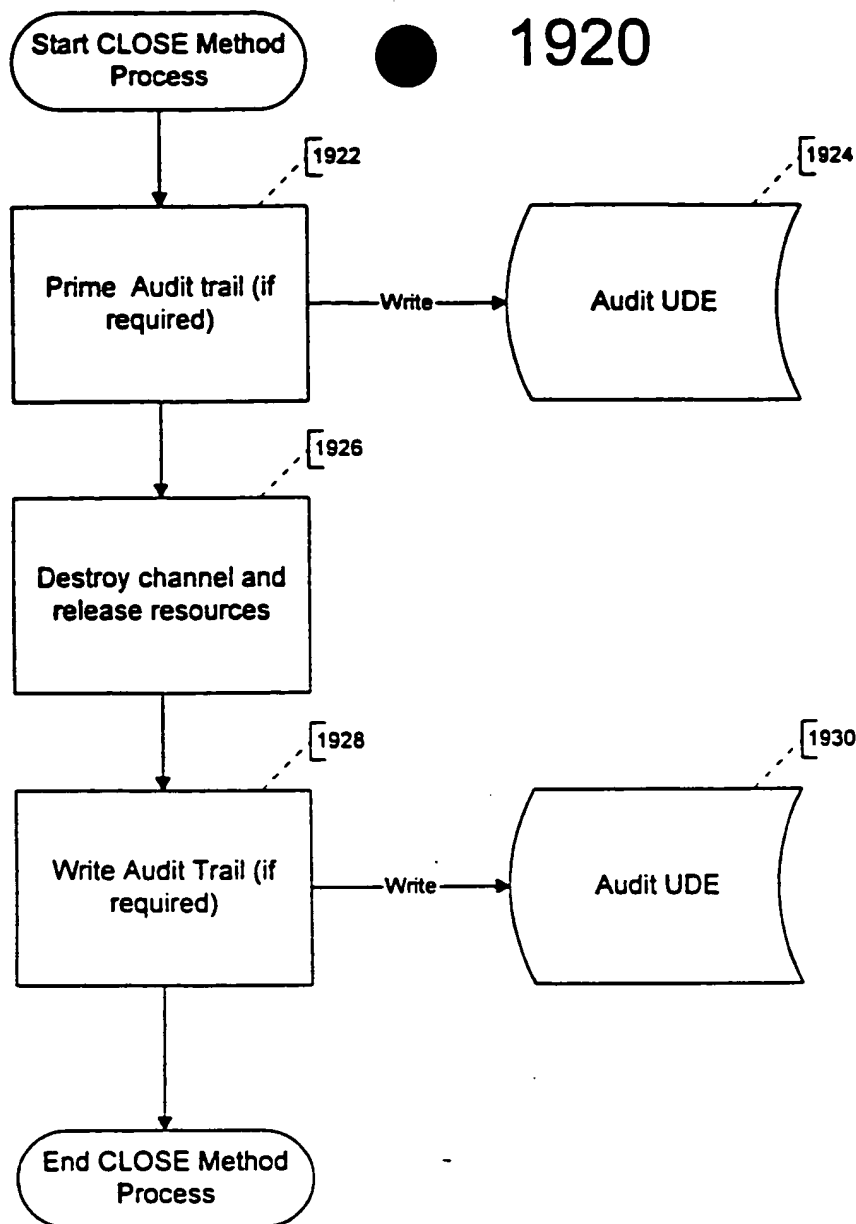 Start CLOSE Method
Process
1920
1922
1924
Prime Audit trail (if
required)
Write
Audit UDE
1926
Destroy channel and
release resources
1928
1930
Write Audit Trail (if
required)
Write
Audit UDE
End CLOSE Method
Process